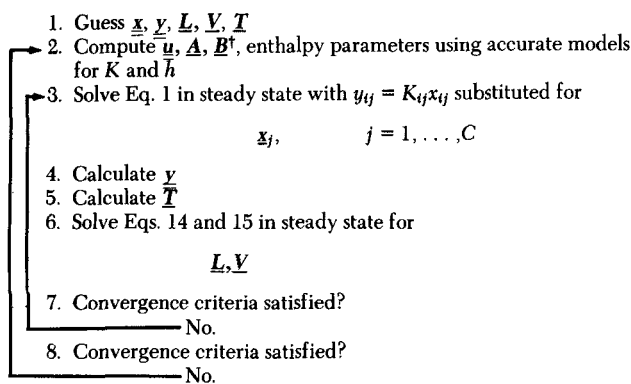 1. Guess x, y, L, V, T
2. Compute u, A, B†, enthalpy parameters using accurate models
for K and h̅
3. Solve Eq. 1 in steady state with yij = Kijxij substituted for
xj, j = 1, . . . ,C
4. Calculate y
5. Calculate T
6. Solve Eqs. 14 and 15 in steady state for
L,V
7. Convergence criteria satisfied?
No.
8. Convergence criteria satisfied?
No.